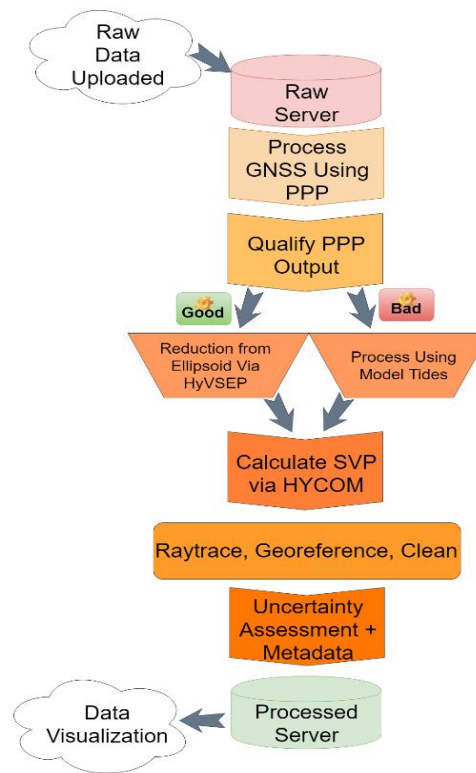 Raw
Data
Uploaded
Raw
Server
Process
GNSS Using
PPP
Qualify PPP
Output
Good
Bad
Reduction from
Ellipsoid Via
HyVSEP
Process Using
Model Tides
Calculate SVP
via HYCOM
Raytrace, Georeference, Clean
Uncertainty
Assessment +
Metadata
Data
Visualization
Processed
Server